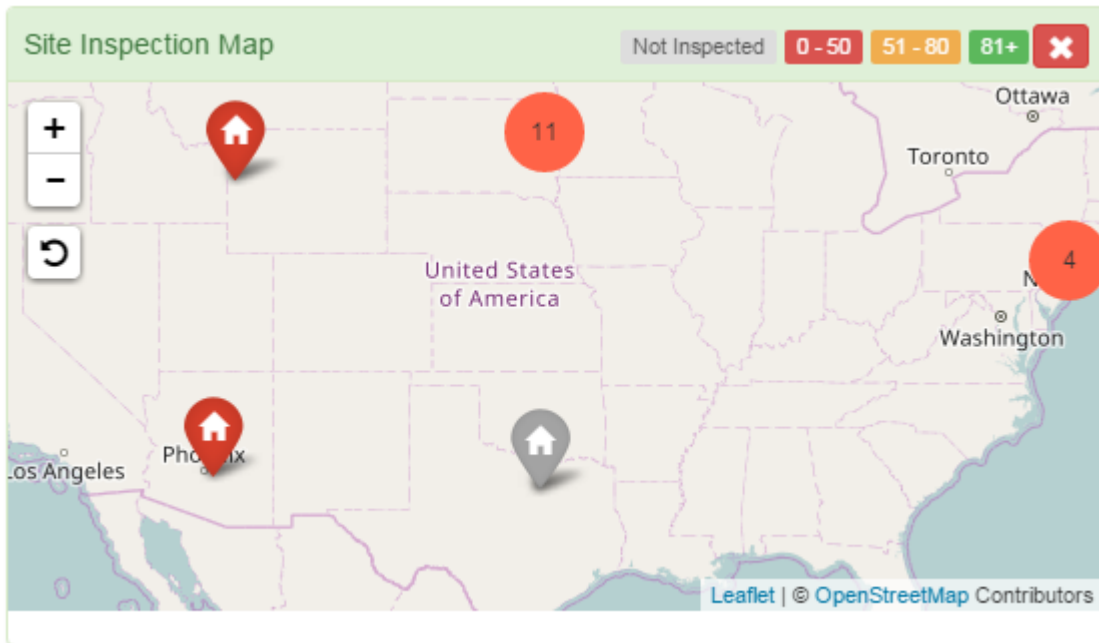 Site Inspection Map
Not Inspected
0 - 50
51 - 80
81+
+
−
11
Ottawa
Toronto
4
United States
of America
Washington
Los Angeles
Leaflet | © OpenStreetMap Contributors